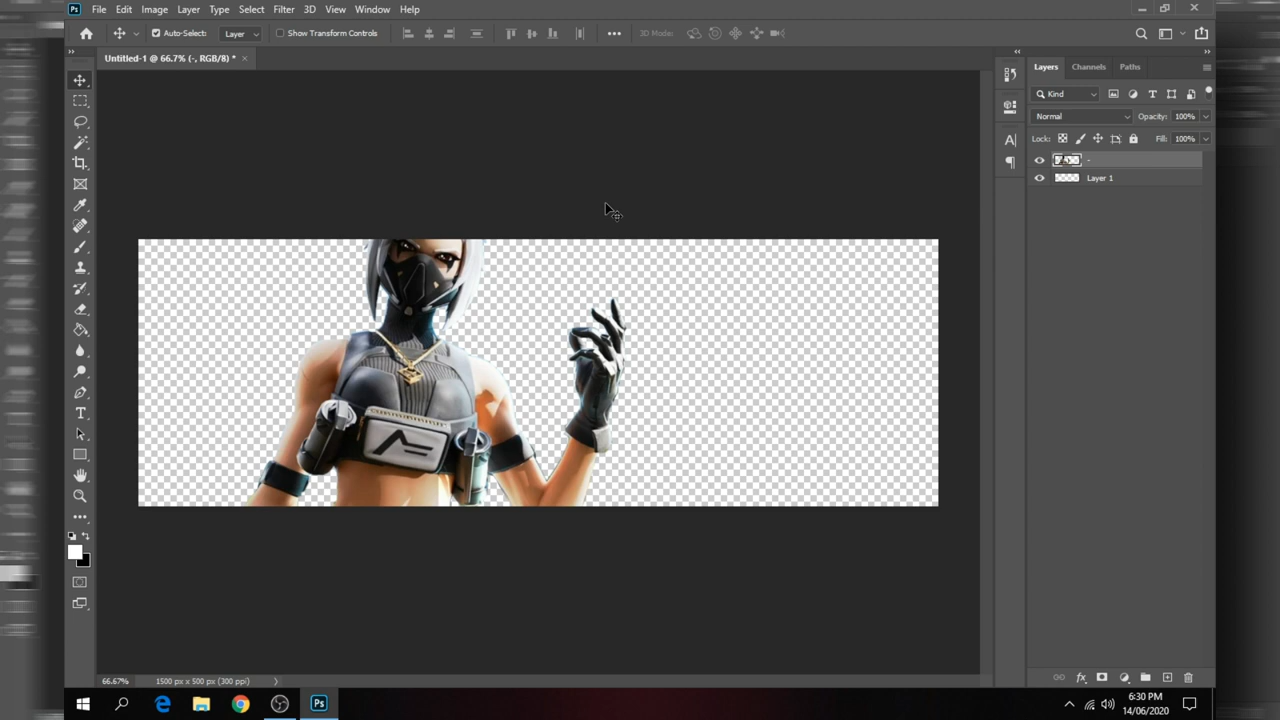 Ps File Edit Image Layer Type Select Filter 3D View Window Help
Auto-Select: Layer Show Transform Controls 3D Mode:
Untitled-1 @ 66.7% (-, RGB/8) *
Layers Channels Paths
Kind
Normal Opacity: 100%
Lock: Fill: 100%
-
Layer 1
66.67% 1500 px x 500 px (300 ppi)
Ps
6:30 PM
14/06/2020